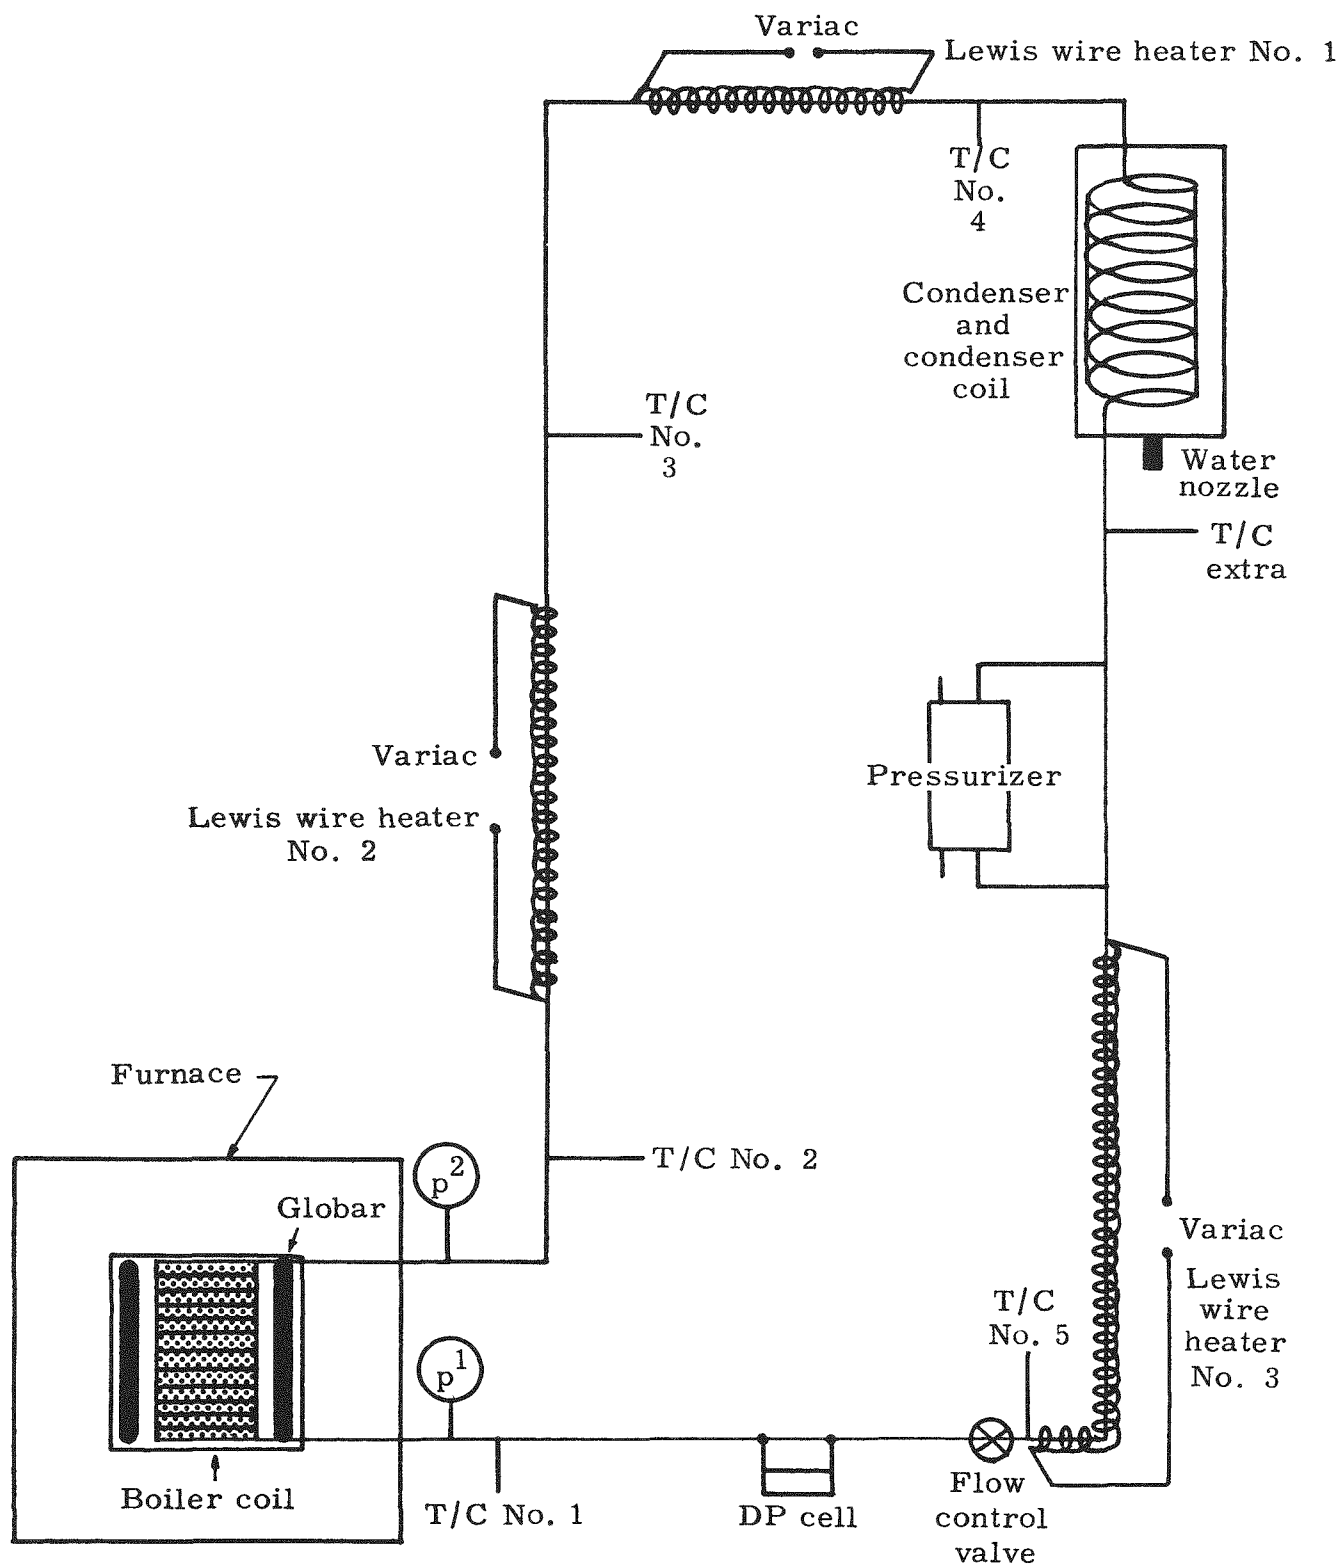 Variac
Lewis wire heater No. 1
T/C
No.
4
Condenser
and
condenser
coil
T/C
No.
3
Water
nozzle
T/C
extra
Variac
Pressurizer
Lewis wire heater
No. 2
Furnace
p2
T/C No. 2
Globar
Variac
Lewis
wire
heater
No. 3
T/C
No. 5
p1
Boiler coil
T/C No. 1
DP cell
Flow
control
valve